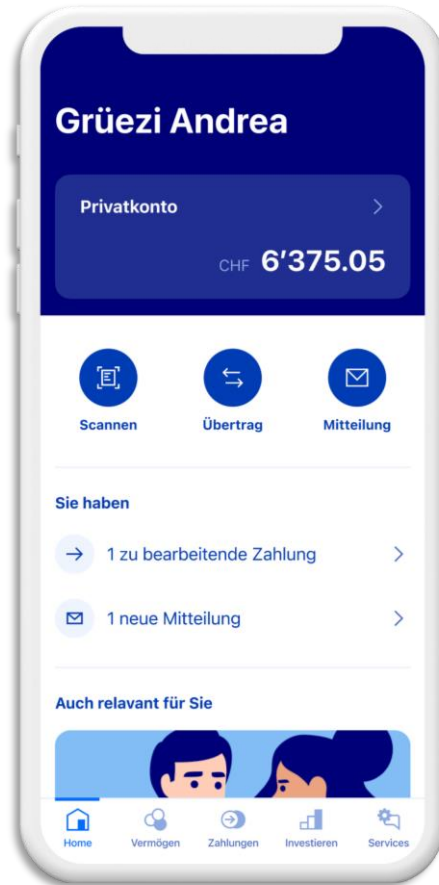 Grüezi Andrea
Privatkonto
CHF 6’375.05
Scannen Übertrag Mitteilung
Sie haben
1 zu bearbeitende Zahlung
1 neue Mitteilung
Auch relavant für Sie
Home Vermögen Zahlungen Investieren Services